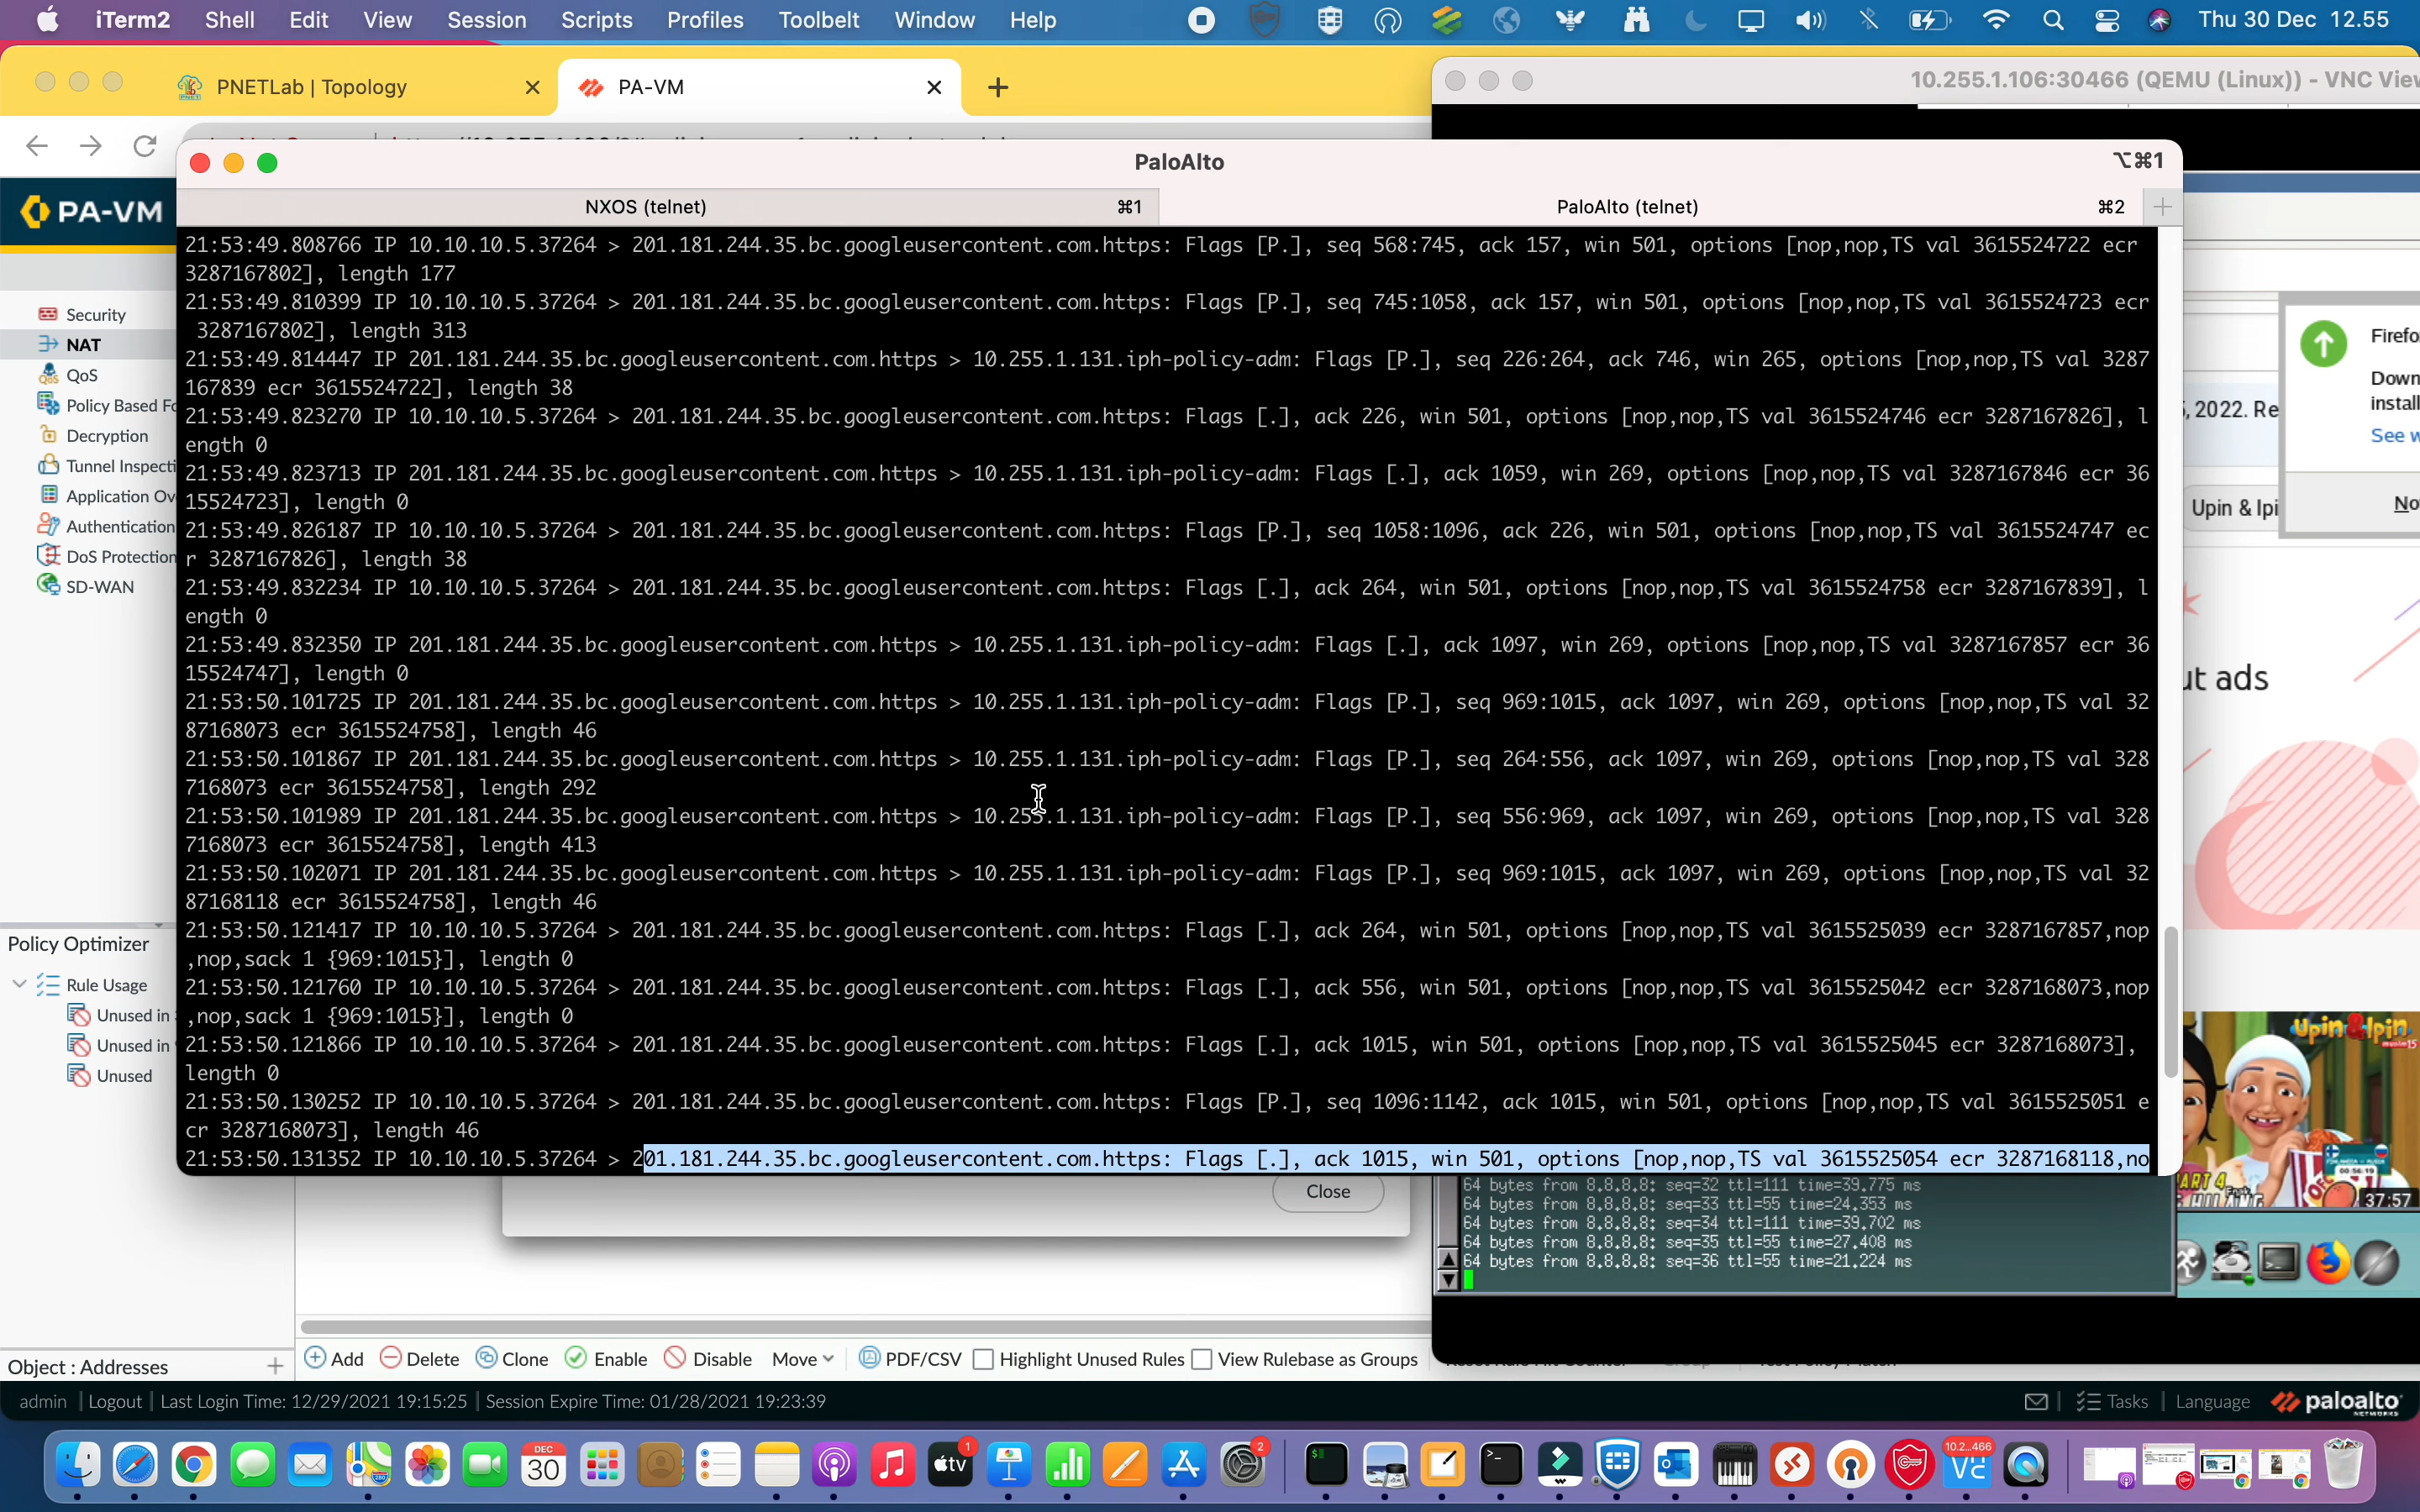 iTerm2 Shell Edit View Session Scripts Profiles Toolbelt Window Help Thu 30 Dec 12.55
PNETLab | Topology
PA-VM
10.255.1.106:30466 (QEMU (Linux)) - VNC View
PaloAlto ⌥⌘1
NXOS (telnet) ⌘1 PaloAlto (telnet) ⌘2
PA-VM
21:53:49.808766 IP 10.10.10.5.37264 > 201.181.244.35.bc.googleusercontent.com.https: Flags [P.], seq 568:745, ack 157, win 501, options [nop,nop,TS val 3615524722 ecr
3287167802], length 177
21:53:49.810399 IP 10.10.10.5.37264 > 201.181.244.35.bc.googleusercontent.com.https: Flags [P.], seq 745:1058, ack 157, win 501, options [nop,nop,TS val 3615524723 ecr
3287167802], length 313
21:53:49.814447 IP 201.181.244.35.bc.googleusercontent.com.https > 10.255.1.131.iph-policy-adm: Flags [P.], seq 226:264, ack 746, win 265, options [nop,nop,TS val 3287
167839 ecr 3615524722], length 38
21:53:49.823270 IP 10.10.10.5.37264 > 201.181.244.35.bc.googleusercontent.com.https: Flags [.], ack 226, win 501, options [nop,nop,TS val 3615524746 ecr 3287167826], l
ength 0
21:53:49.823713 IP 201.181.244.35.bc.googleusercontent.com.https > 10.255.1.131.iph-policy-adm: Flags [.], ack 1059, win 269, options [nop,nop,TS val 3287167846 ecr 36
15524723], length 0
21:53:49.826187 IP 10.10.10.5.37264 > 201.181.244.35.bc.googleusercontent.com.https: Flags [P.], seq 1058:1096, ack 226, win 501, options [nop,nop,TS val 3615524747 ec
r 3287167826], length 38
21:53:49.832234 IP 10.10.10.5.37264 > 201.181.244.35.bc.googleusercontent.com.https: Flags [.], ack 264, win 501, options [nop,nop,TS val 3615524758 ecr 3287167839], l
ength 0
21:53:49.832350 IP 201.181.244.35.bc.googleusercontent.com.https > 10.255.1.131.iph-policy-adm: Flags [.], ack 1097, win 269, options [nop,nop,TS val 3287167857 ecr 36
15524747], length 0
21:53:50.101725 IP 201.181.244.35.bc.googleusercontent.com.https > 10.255.1.131.iph-policy-adm: Flags [P.], seq 969:1015, ack 1097, win 269, options [nop,nop,TS val 32
87168073 ecr 3615524758], length 46
21:53:50.101867 IP 201.181.244.35.bc.googleusercontent.com.https > 10.255.1.131.iph-policy-adm: Flags [P.], seq 264:556, ack 1097, win 269, options [nop,nop,TS val 328
7168073 ecr 3615524758], length 292
21:53:50.101989 IP 201.181.244.35.bc.googleusercontent.com.https > 10.255.1.131.iph-policy-adm: Flags [P.], seq 556:969, ack 1097, win 269, options [nop,nop,TS val 328
7168073 ecr 3615524758], length 413
21:53:50.102071 IP 201.181.244.35.bc.googleusercontent.com.https > 10.255.1.131.iph-policy-adm: Flags [P.], seq 969:1015, ack 1097, win 269, options [nop,nop,TS val 32
87168118 ecr 3615524758], length 46
21:53:50.121417 IP 10.10.10.5.37264 > 201.181.244.35.bc.googleusercontent.com.https: Flags [.], ack 264, win 501, options [nop,nop,TS val 3615525039 ecr 3287167857,nop
,nop,sack 1 {969:1015}], length 0
21:53:50.121760 IP 10.10.10.5.37264 > 201.181.244.35.bc.googleusercontent.com.https: Flags [.], ack 556, win 501, options [nop,nop,TS val 3615525042 ecr 3287168073,nop
,nop,sack 1 {969:1015}], length 0
21:53:50.121866 IP 10.10.10.5.37264 > 201.181.244.35.bc.googleusercontent.com.https: Flags [.], ack 1015, win 501, options [nop,nop,TS val 3615525045 ecr 3287168073],
length 0
21:53:50.130252 IP 10.10.10.5.37264 > 201.181.244.35.bc.googleusercontent.com.https: Flags [P.], seq 1096:1142, ack 1015, win 501, options [nop,nop,TS val 3615525051 e
cr 3287168073], length 46
21:53:50.131352 IP 10.10.10.5.37264 > 201.181.244.35.bc.googleusercontent.com.https: Flags [.], ack 1015, win 501, options [nop,nop,TS val 3615525054 ecr 3287168118,no
Security
NAT
QoS
Policy Based Fo
Decryption
Tunnel Inspecti
Application Ov
Authentication
DoS Protection
SD-WAN
Policy Optimizer
Rule Usage
Unused in
Unused in
Unused
Object : Addresses
Firefo
Down
install
See w
No
5, 2022. Re
Upin & Ipi
ut ads
Upin&Ipin
musim15
PART 4
00:56:19
37:57
Close
64 bytes from 8.8.8.8: seq=32 ttl=111 time=39.775 ms
64 bytes from 8.8.8.8: seq=33 ttl=55 time=24.353 ms
64 bytes from 8.8.8.8: seq=34 ttl=111 time=39.702 ms
64 bytes from 8.8.8.8: seq=35 ttl=55 time=27.408 ms
64 bytes from 8.8.8.8: seq=36 ttl=55 time=21.224 ms
Add Delete Clone Enable Disable Move PDF/CSV Highlight Unused Rules View Rulebase as Groups
admin | Logout | Last Login Time: 12/29/2021 19:15:25 | Session Expire Time: 01/28/2021 19:23:39
Tasks | Language paloalto
NETWORKS
DEC
30
tv
1
2
280
10.2...466